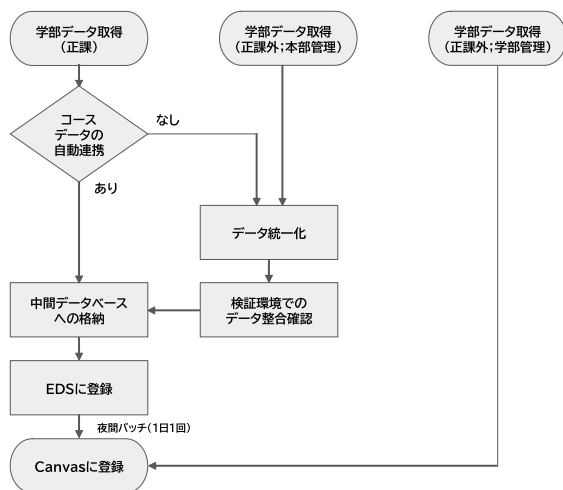 学部データ取得
（正課）
学部データ取得
（正課外；本部管理）
学部データ取得
（正課外；学部管理）
コース
データの
自動連携
なし
あり
データ統一化
中間データベース
への格納
検証環境での
データ整合確認
EDSに登録
夜間バッチ（1日1回）
Canvasに登録